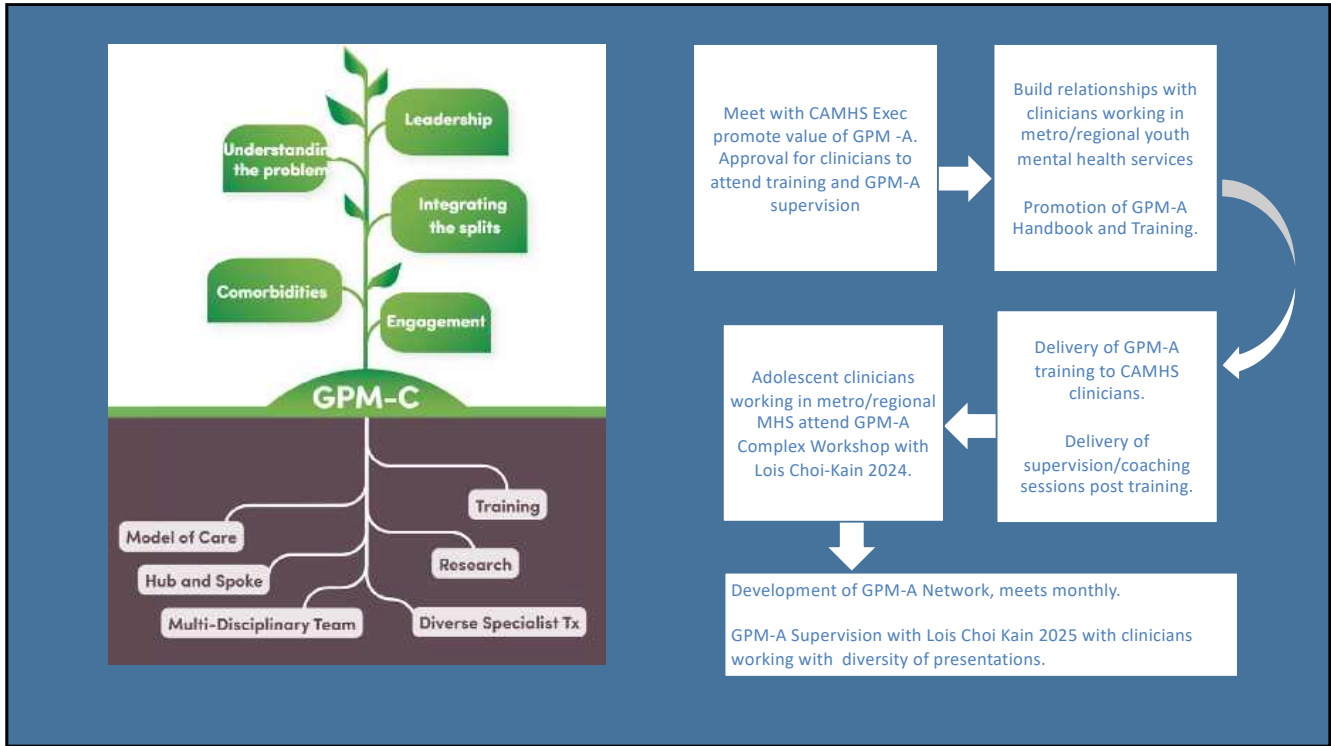 Leadership
Understandin
the problem
Integrating
the splits
Comorbidities
Engagement
GPM-C
Training
Model of Care
Research
Hub and Spoke
Multi-Disciplinary Team
Diverse Specialist Tx
Meet with CAMHS Exec
promote value of GPM -A.
Approval for clinicians to
attend training and GPM-A
supervision
Build relationships with
clinicians working in
metro/regional youth
mental health services
Promotion of GPM-A
Handbook and Training.
Delivery of GPM-A
training to CAMHS
clinicians.
Delivery of
supervision/coaching
sessions post training.
Adolescent clinicians
working in metro/regional
MHS attend GPM-A
Complex Workshop with
Lois Choi-Kain 2024.
Development of GPM-A Network, meets monthly.
GPM-A Supervision with Lois Choi Kain 2025 with clinicians
working with diversity of presentations.